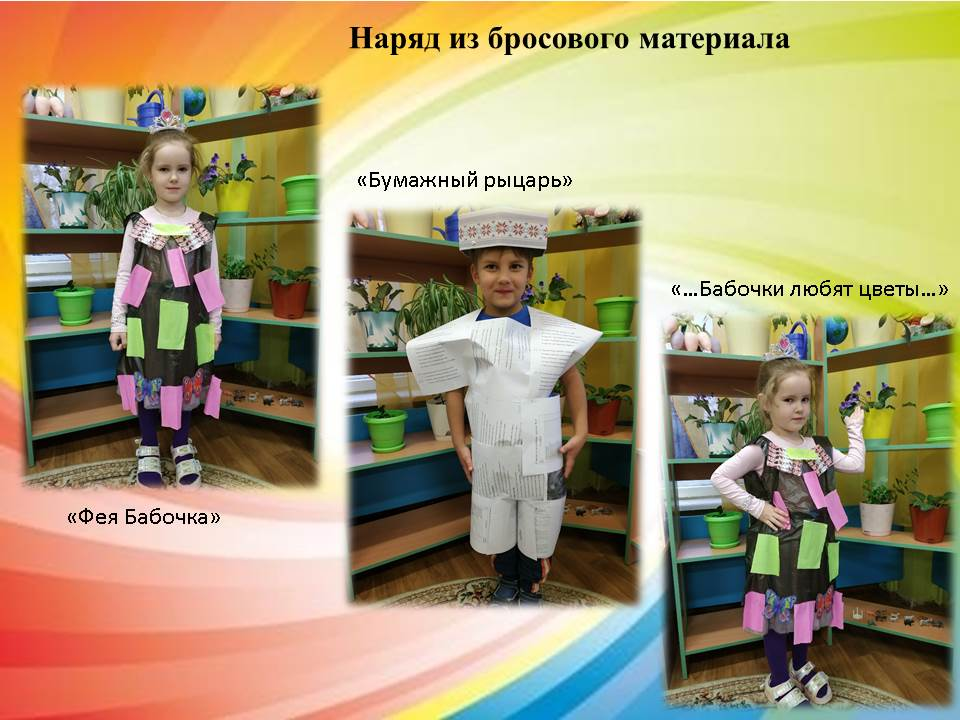 Наряд из бросового материала
«Бумажный рыцарь»
«...Бабочки любят цветы...»
«Фея Бабочка»